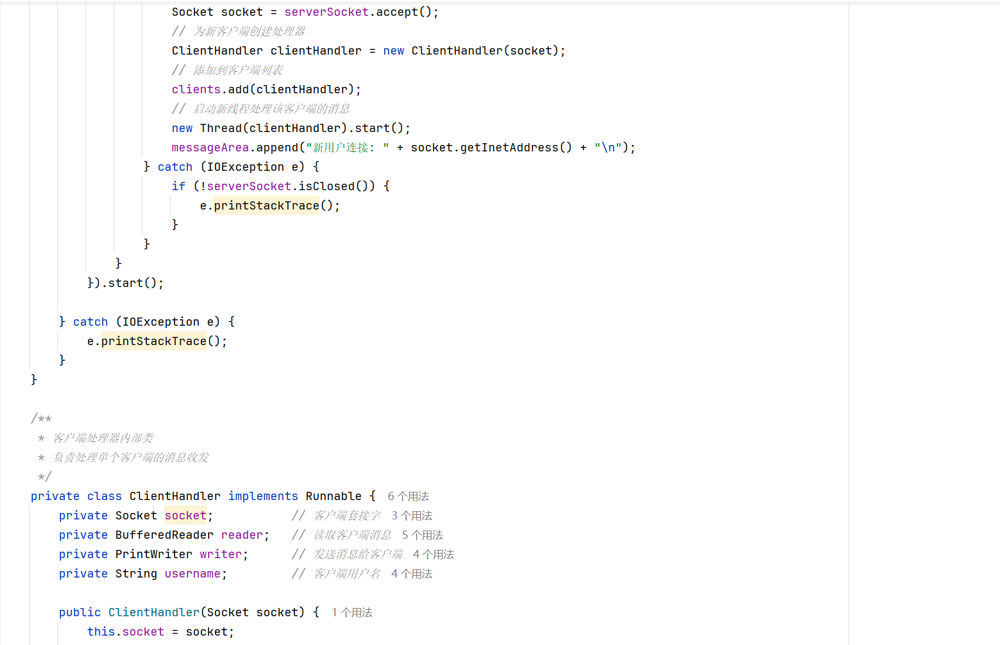 Socket socket = serverSocket.accept();
// 为新客户端创建处理器
ClientHandler clientHandler = new ClientHandler(socket);
// 添加到客户端列表
clients.add(clientHandler);
// 启动新线程处理该客户端的消息
new Thread(clientHandler).start();
messageArea.append("新用户连接: " + socket.getInetAddress() + "\n");
} catch (IOException e) {
if (!serverSocket.isClosed()) {
e.printStackTrace();
}
}
}
}).start();
} catch (IOException e) {
e.printStackTrace();
}
}
/**
* 客户端处理器内部类
* 负责处理单个客户端的消息收发
*/
private class ClientHandler implements Runnable { 6 个用法
private Socket socket; // 客户端套接字 3 个用法
private BufferedReader reader; // 读取客户端消息 5 个用法
private PrintWriter writer; // 发送消息给客户端 4 个用法
private String username; // 客户端用户名 4 个用法
public ClientHandler(Socket socket) { 1 个用法
this.socket = socket;